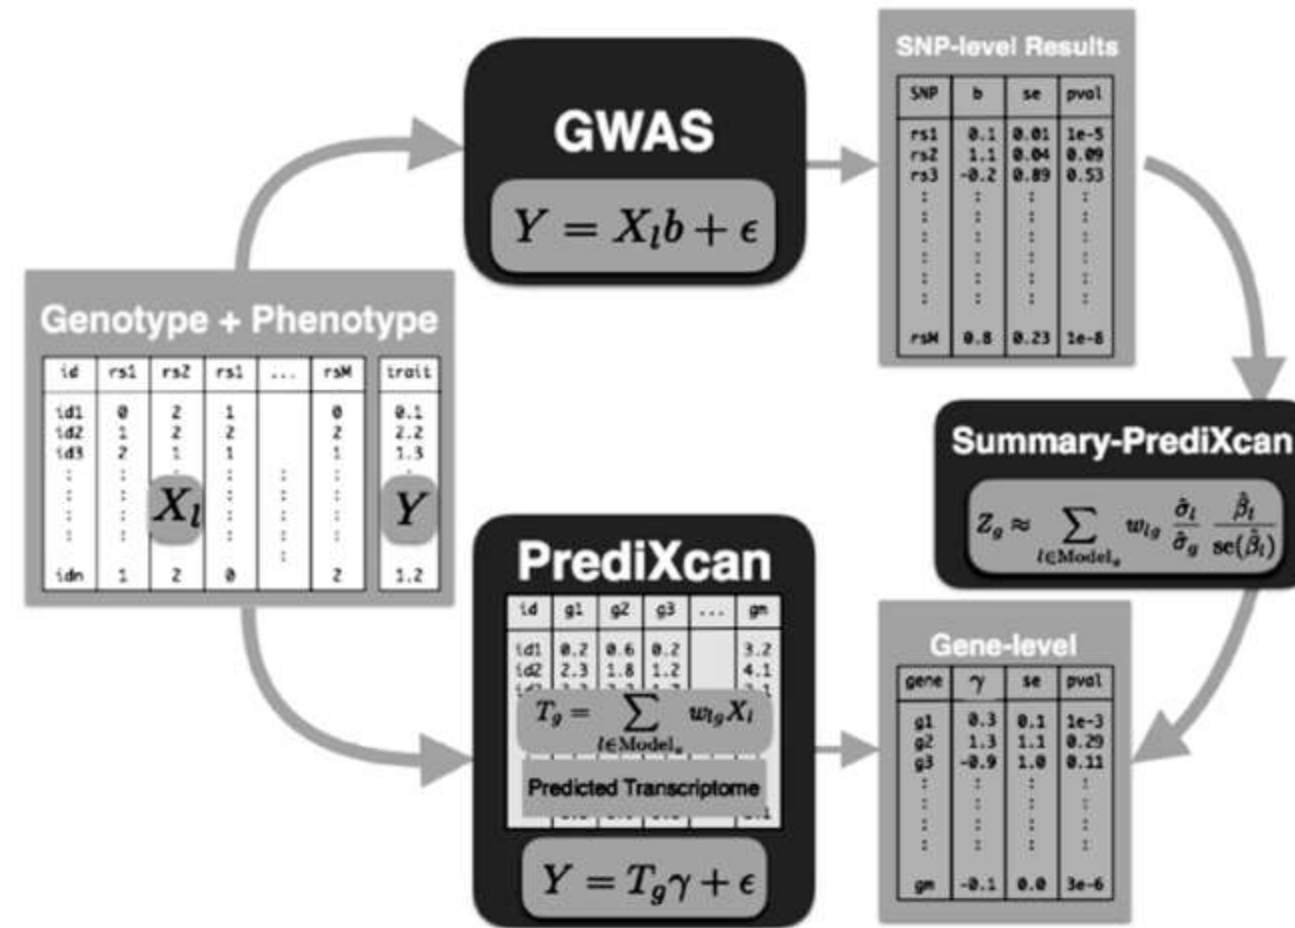 GWAS
Y = X_l b + ϵ
SNP-level Results
SNP b se pval
rs1 0.1 0.01 1e-5
rs2 1.1 0.04 0.09
rs3 -0.2 0.89 0.53
rsM 0.8 0.23 1e-8
Genotype + Phenotype
id rs1 rs2 rs1 ... rsM trait
id1 0 2 1 0 0.1
id2 1 2 2 2 2.2
id3 2 1 1 1 1.3
X_l Y
idn 1 2 0 2 1.2
Summary-PrediXcan
Z_g ≈ ∑_{l∈Model_g} w_{lg} \frac{σ̂_l}{σ̂_g} \frac{β̂_l}{se(β̂_l)}
PrediXcan
id g1 g2 g3 ... gm
id1 0.2 0.6 0.2 3.2
id2 2.3 1.8 1.2 4.1
T_g = ∑_{l∈Model_g} w_{lg} X_l
Predicted Transcriptome
Y = T_g γ + ϵ
Gene-level
gene γ se pval
g1 0.3 0.1 1e-3
g2 1.3 1.1 0.29
g3 -0.9 1.0 0.11
gm -0.1 0.0 3e-6